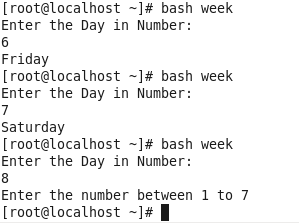 [root@localhost ~]# bash week
Enter the Day in Number:
6
Friday
[root@localhost ~]# bash week
Enter the Day in Number:
7
Saturday
[root@localhost ~]# bash week
Enter the Day in Number:
8
Enter the number between 1 to 7
[root@localhost ~]#